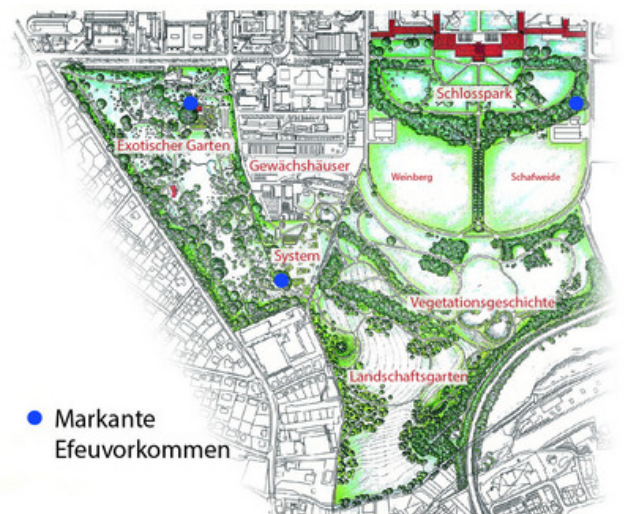 Schlosspark
Exotischer Garten
Gewächshäuser
Weinberg
Schafweide
System
Vegetationsgeschichte
Landschaftsgarten
Markante
Efeuvorkommen